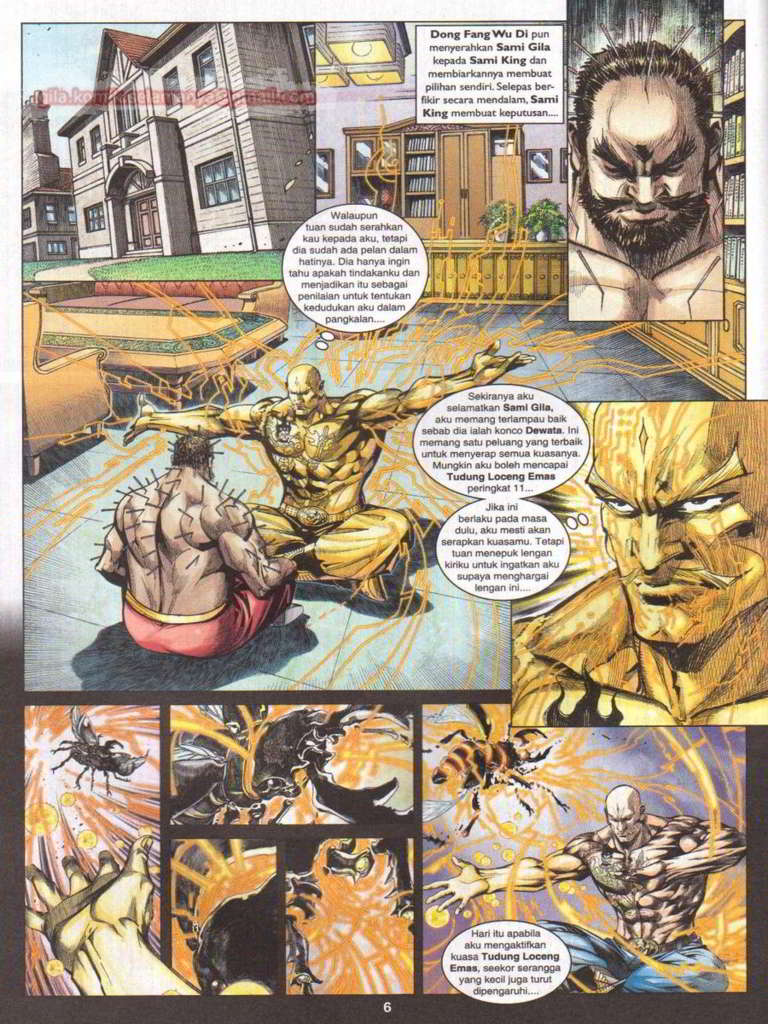 Dong Fang Wu Di pun
menyerahkan Sami Gila
kepada Sami King dan
membiarkannya membuat
pilihan sendiri. Selepas ber-
fikir secara mendalam, Sami
King membuat keputusan....
Walaupun
tuan sudah serahkan
kau kepada aku, tetapi
dia sudah ada pelan dalam
hatinya. Dia hanya ingin
tahu apakah tindakanku dan
menjadikan itu sebagai
penilaian untuk tentukan
kedudukan aku dalam
pangkalan....
Sekiranya aku
selamatkan Sami Gila,
aku memang terlampau baik
sebab dia ialah konco Dewata. Ini
memang satu peluang yang terbaik
untuk menyerap semua kuasanya.
Mungkin aku boleh mencapai
Tudung Loceng Emas
peringkat 11...
Jika ini
berlaku pada masa
dulu, aku mesti akan
serapkan kuasamu. Tetapi
tuan menepuk lengan
kiriku untuk ingatkan aku
supaya menghargai
lengan ini....
Hari itu apabila
aku mengaktifkan
kuasa Tudung Loceng
Emas, seekor serangga
yang kecil juga turut
dipengaruhi....
6